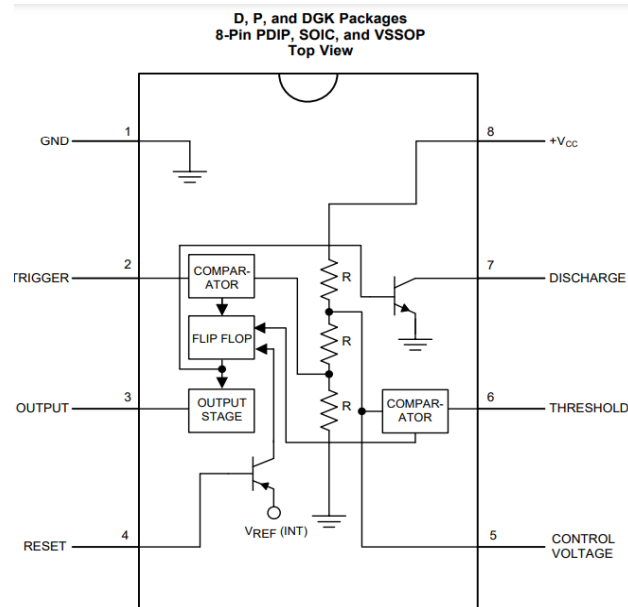 D, P, and DGK Packages
8-Pin PDIP, SOIC, and VSSOP
Top View
1
GND
8
+VCC
2
TRIGGER
COMPAR-
ATOR
R
7
DISCHARGE
FLIP FLOP
R
3
OUTPUT
OUTPUT
STAGE
R
COMPAR-
ATOR
6
THRESHOLD
4
RESET
VREF (INT)
5
CONTROL
VOLTAGE